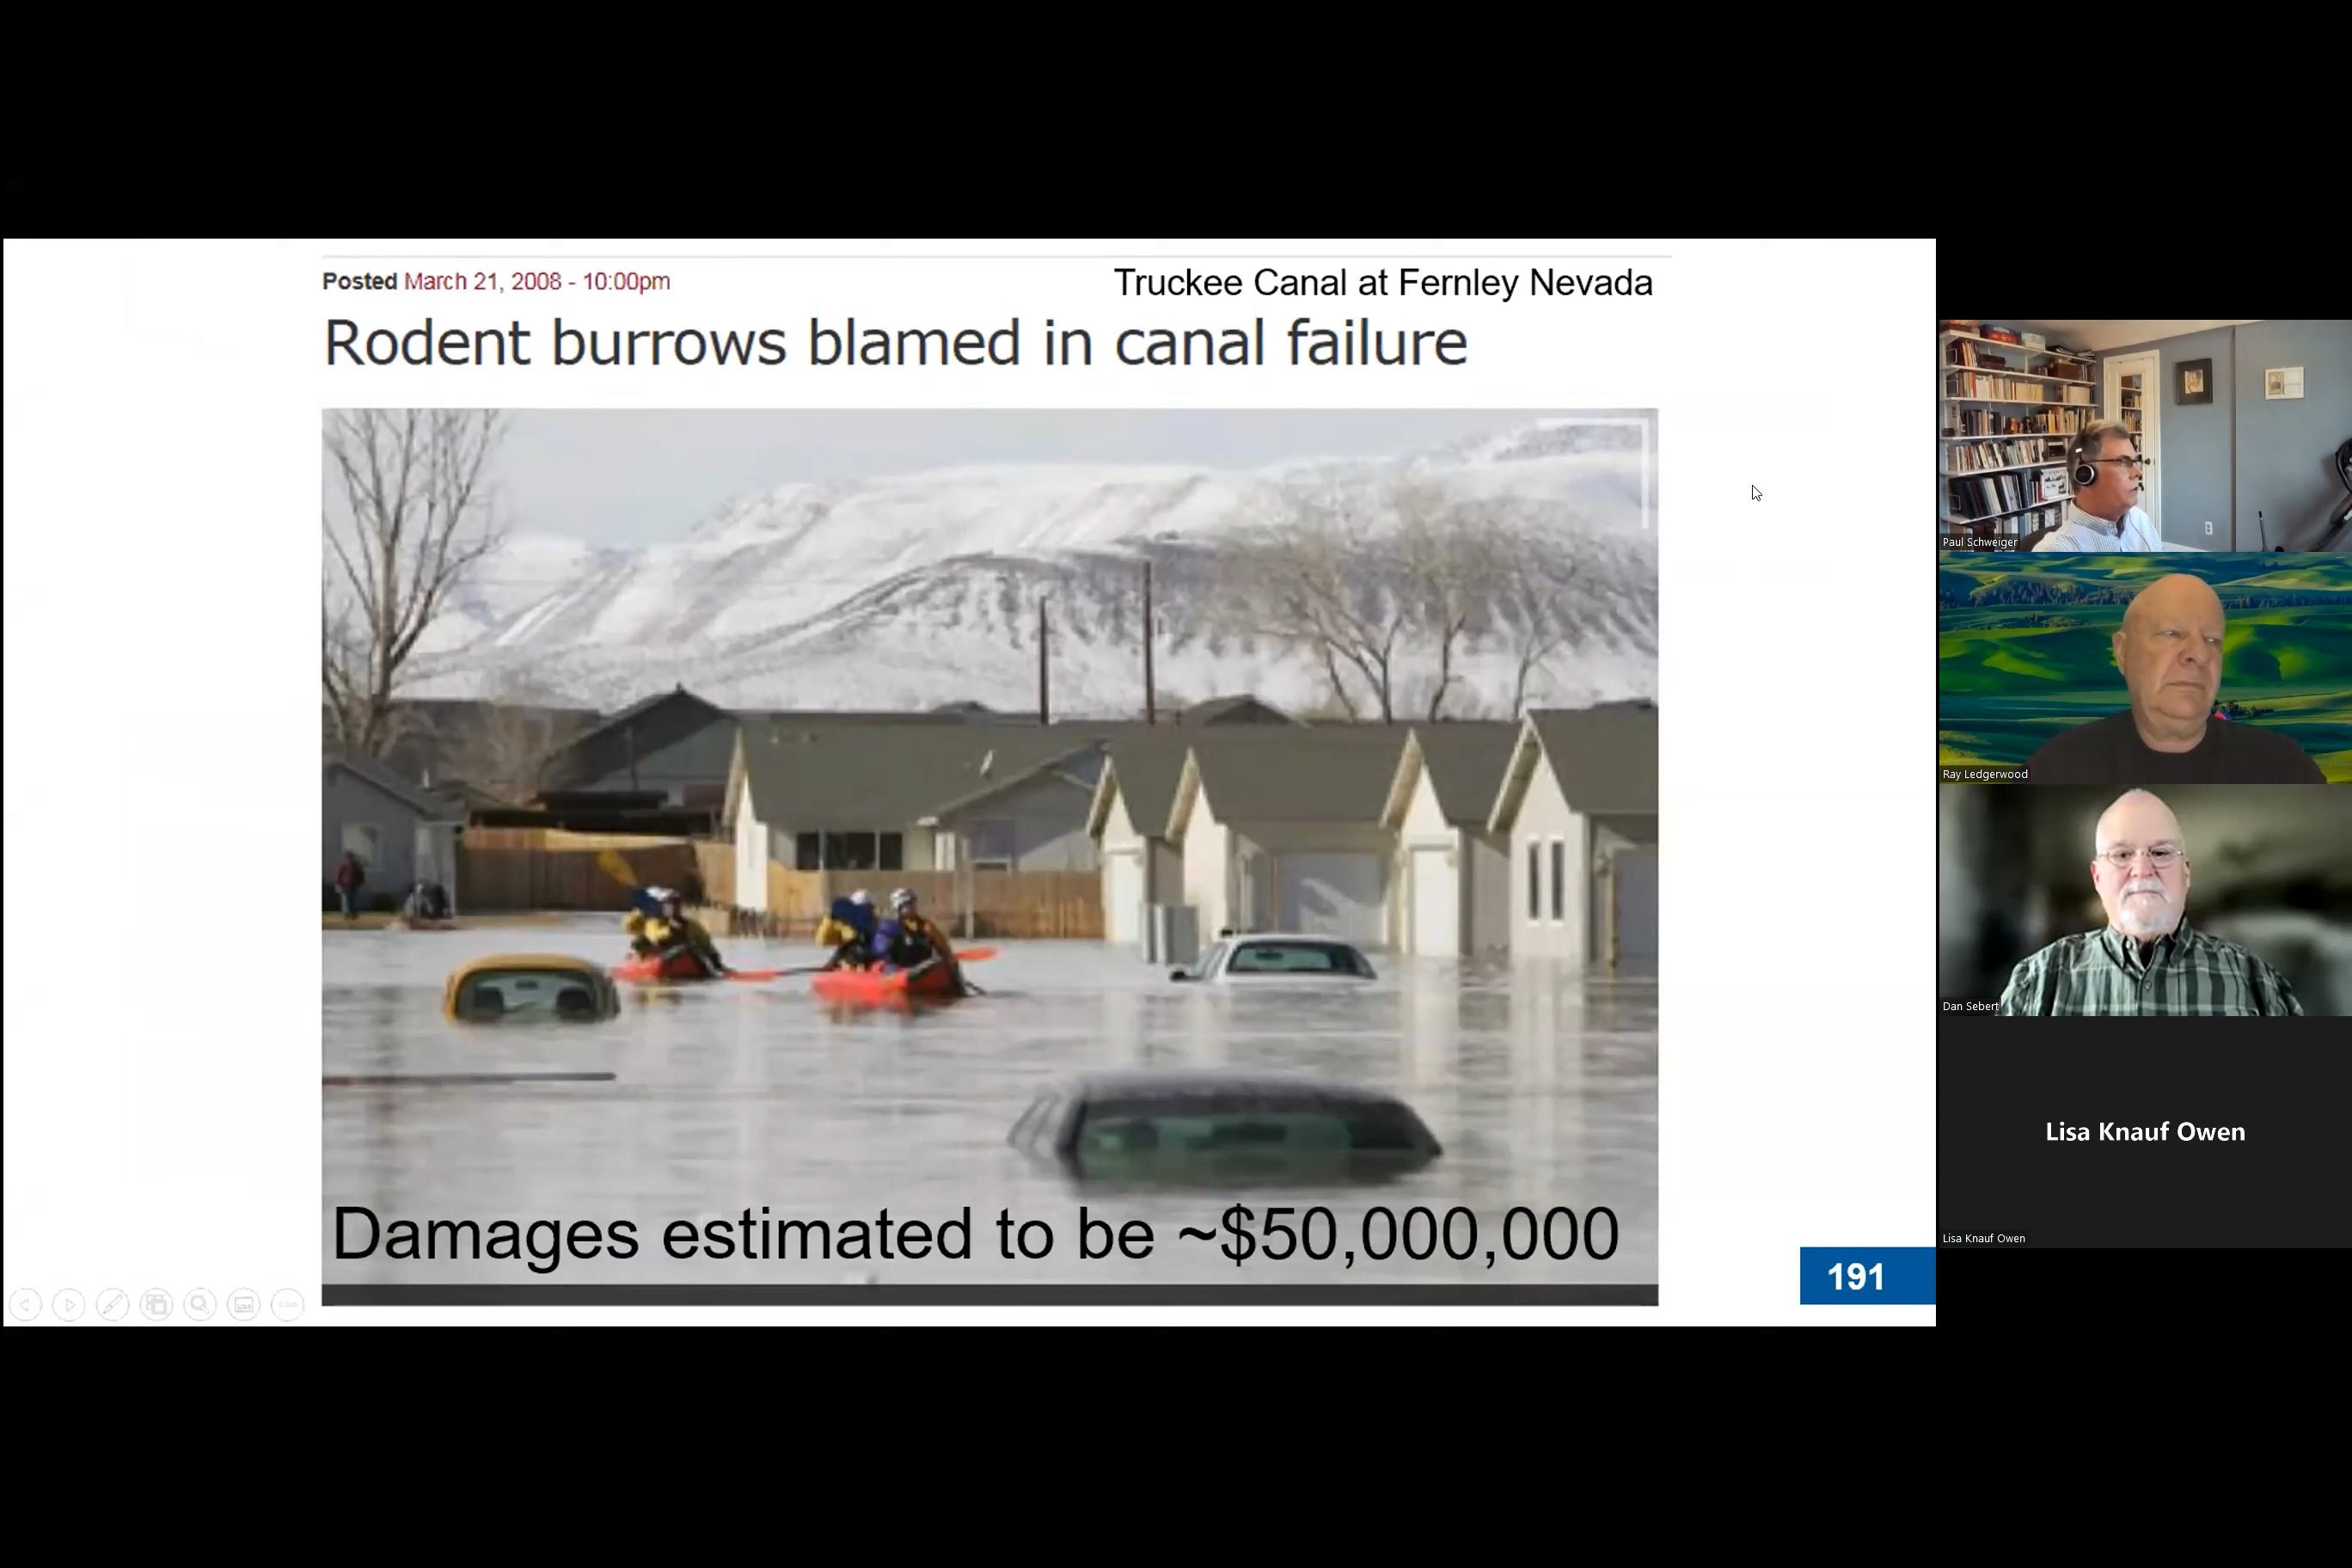 Posted March 21, 2008 - 10:00pm
Truckee Canal at Fernley Nevada
Rodent burrows blamed in canal failure
Damages estimated to be ~$50,000,000
191
Paul Schweiger
Ray Ledgerwood
Dan Sebert
Lisa Knauf Owen
Lisa Knauf Owen